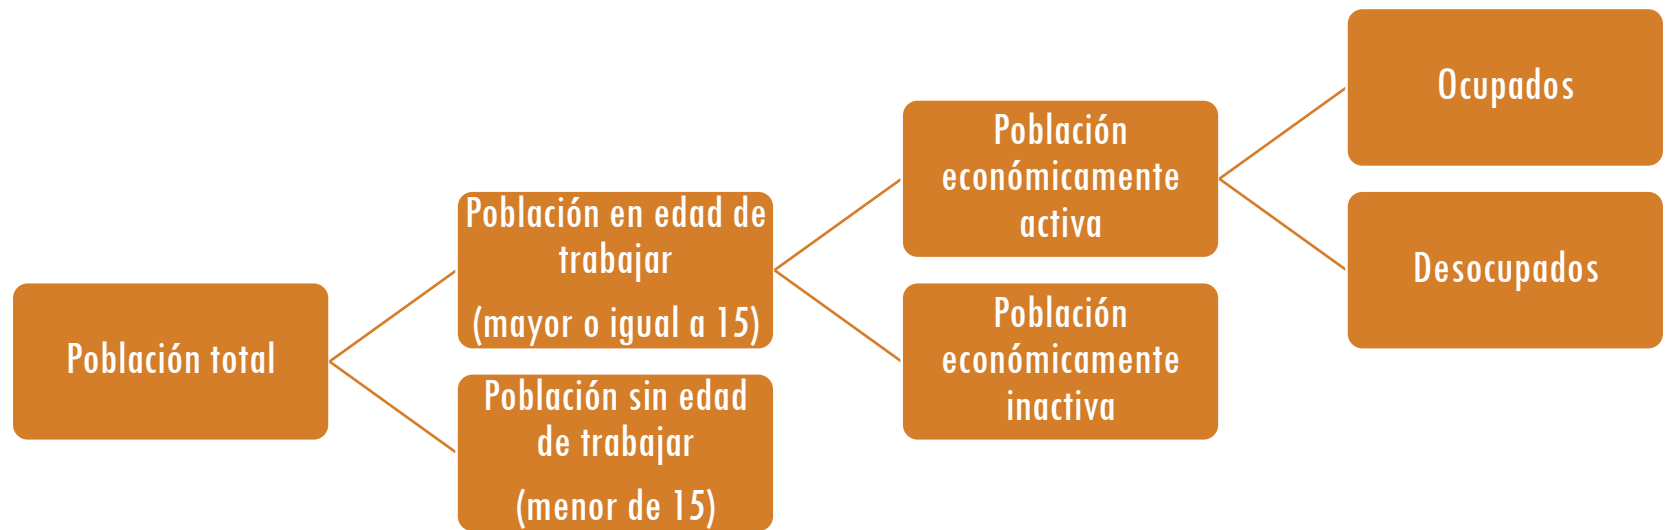 Población total
Población en edad de
trabajar
(mayor o igual a 15)
Población sin edad
de trabajar
(menor de 15)
Población
económicamente
activa
Población
económicamente
inactiva
Ocupados
Desocupados